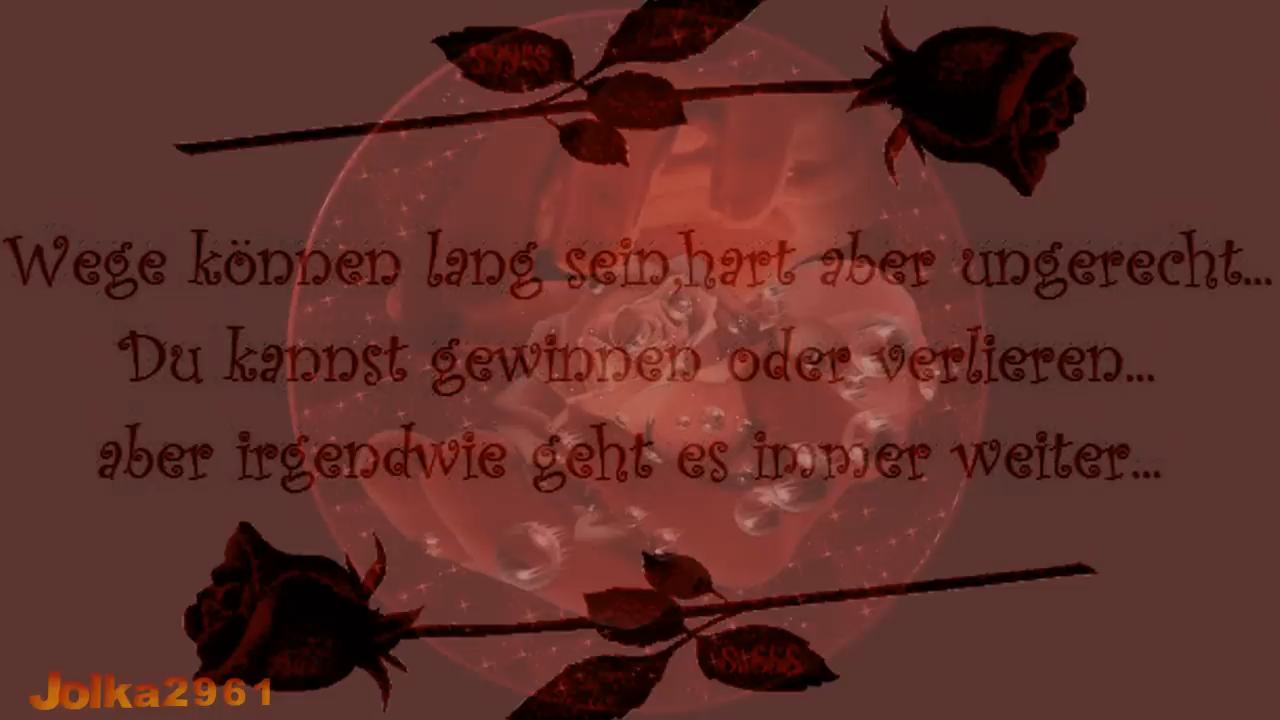 Wege können lang sein,hart aber ungerecht...
Du kannst gewinnen oder verlieren...
aber irgendwie geht es immer weiter...
Jolka2961